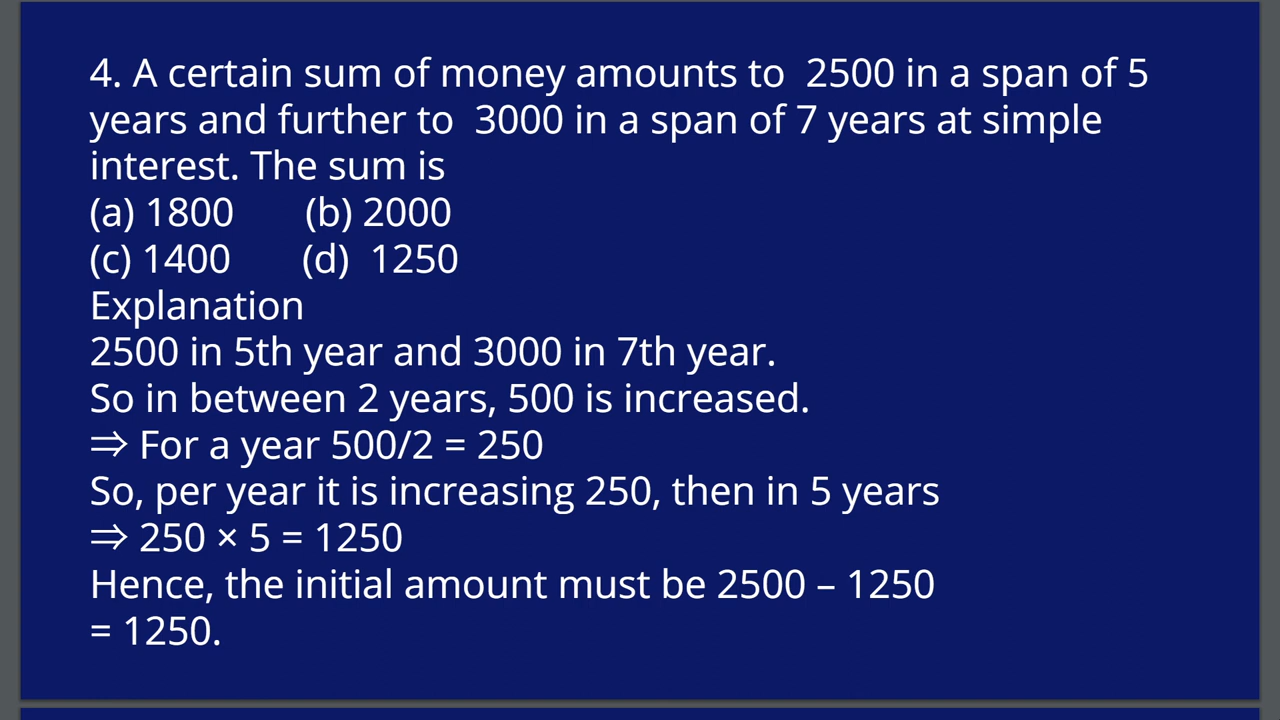 4. A certain sum of money amounts to  2500 in a span of 5
years and further to  3000 in a span of 7 years at simple
interest. The sum is
(a) 1800       (b) 2000
(c) 1400       (d)  1250
Explanation
2500 in 5th year and 3000 in 7th year.
So in between 2 years, 500 is increased.
⇒ For a year 500/2 = 250
So, per year it is increasing 250, then in 5 years
⇒ 250 × 5 = 1250
Hence, the initial amount must be 2500 – 1250
= 1250.